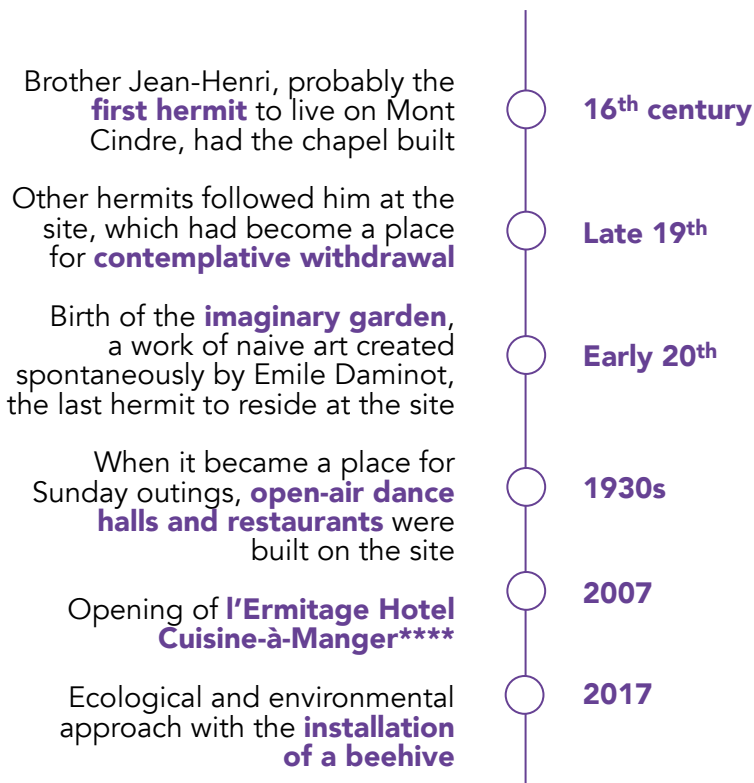 Brother Jean-Henri, probably the
first hermit to live on Mont
Cindre, had the chapel built
16th century
Other hermits followed him at the
site, which had become a place
for contemplative withdrawal
Late 19th
Birth of the imaginary garden,
a work of naive art created
spontaneously by Emile Daminot,
the last hermit to reside at the site
Early 20th
When it became a place for
Sunday outings, open-air dance
halls and restaurants were
built on the site
1930s
Opening of l’Ermitage Hotel
Cuisine-à-Manger****
2007
Ecological and environmental
approach with the installation
of a beehive
2017